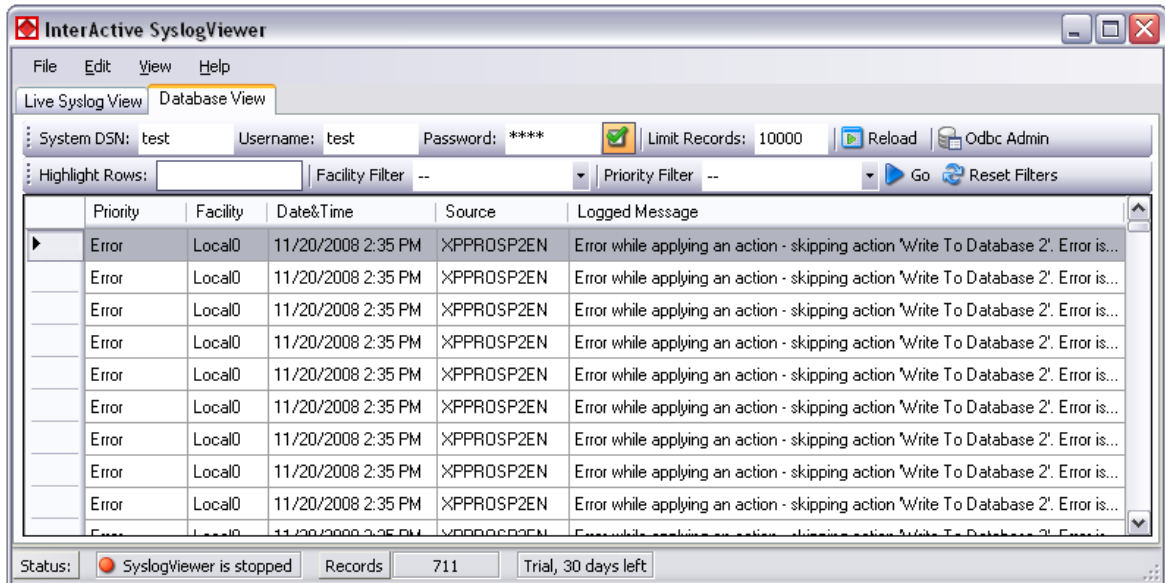 InterActive SyslogViewer
File Edit View Help
Live Syslog View Database View
System DSN: test Username: test Password: **** Limit Records: 10000 Reload Odbc Admin
Highlight Rows: Facility Filter -- Priority Filter -- Go Reset Filters
Priority Facility Date&Time Source Logged Message
Error Local0 11/20/2008 2:35 PM XPPROSP2EN Error while applying an action - skipping action 'Write To Database 2'. Error is...
Error Local0 11/20/2008 2:35 PM XPPROSP2EN Error while applying an action - skipping action 'Write To Database 2'. Error is...
Error Local0 11/20/2008 2:35 PM XPPROSP2EN Error while applying an action - skipping action 'Write To Database 2'. Error is...
Error Local0 11/20/2008 2:35 PM XPPROSP2EN Error while applying an action - skipping action 'Write To Database 2'. Error is...
Error Local0 11/20/2008 2:35 PM XPPROSP2EN Error while applying an action - skipping action 'Write To Database 2'. Error is...
Error Local0 11/20/2008 2:35 PM XPPROSP2EN Error while applying an action - skipping action 'Write To Database 2'. Error is...
Error Local0 11/20/2008 2:35 PM XPPROSP2EN Error while applying an action - skipping action 'Write To Database 2'. Error is...
Error Local0 11/20/2008 2:35 PM XPPROSP2EN Error while applying an action - skipping action 'Write To Database 2'. Error is...
Error Local0 11/20/2008 2:35 PM XPPROSP2EN Error while applying an action - skipping action 'Write To Database 2'. Error is...
Status: SyslogViewer is stopped Records 711 Trial, 30 days left